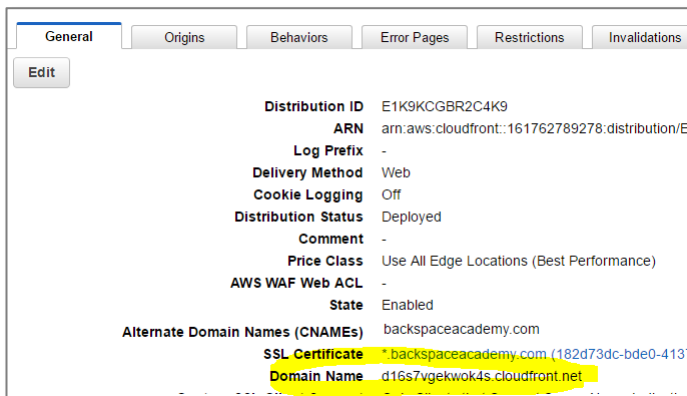 General Origins Behaviors Error Pages Restrictions Invalidations
Edit
Distribution ID E1K9KCGBR2C4K9
ARN arn:aws:cloudfront::161762789278:distribution/E
Log Prefix -
Delivery Method Web
Cookie Logging Off
Distribution Status Deployed
Comment -
Price Class Use All Edge Locations (Best Performance)
AWS WAF Web ACL -
State Enabled
Alternate Domain Names (CNAMEs) backspaceacademy.com
SSL Certificate *.backspaceacademy.com (182d73dc-bde0-4137
Domain Name d16s7vgekwok4s.cloudfront.net